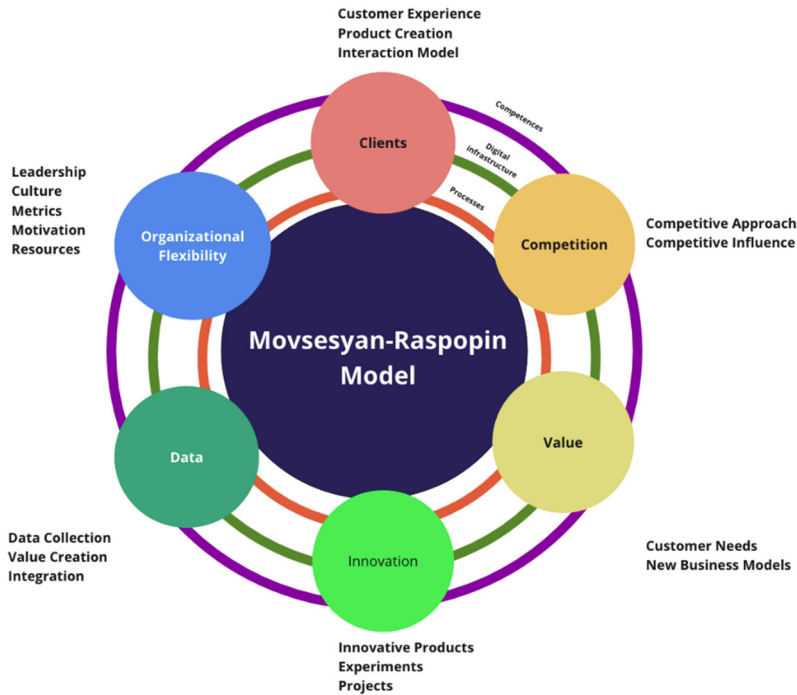 Customer Experience
Product Creation
Interaction Model
Clients
Competences
Digital
infrastructure
Processes
Leadership
Culture
Metrics
Motivation
Resources
Organizational
Flexibility
Competition
Competitive Approach
Competitive Influence
Movsesyan-Raspopin
Model
Data
Value
Data Collection
Value Creation
Integration
Innovation
Customer Needs
New Business Models
Innovative Products
Experiments
Projects